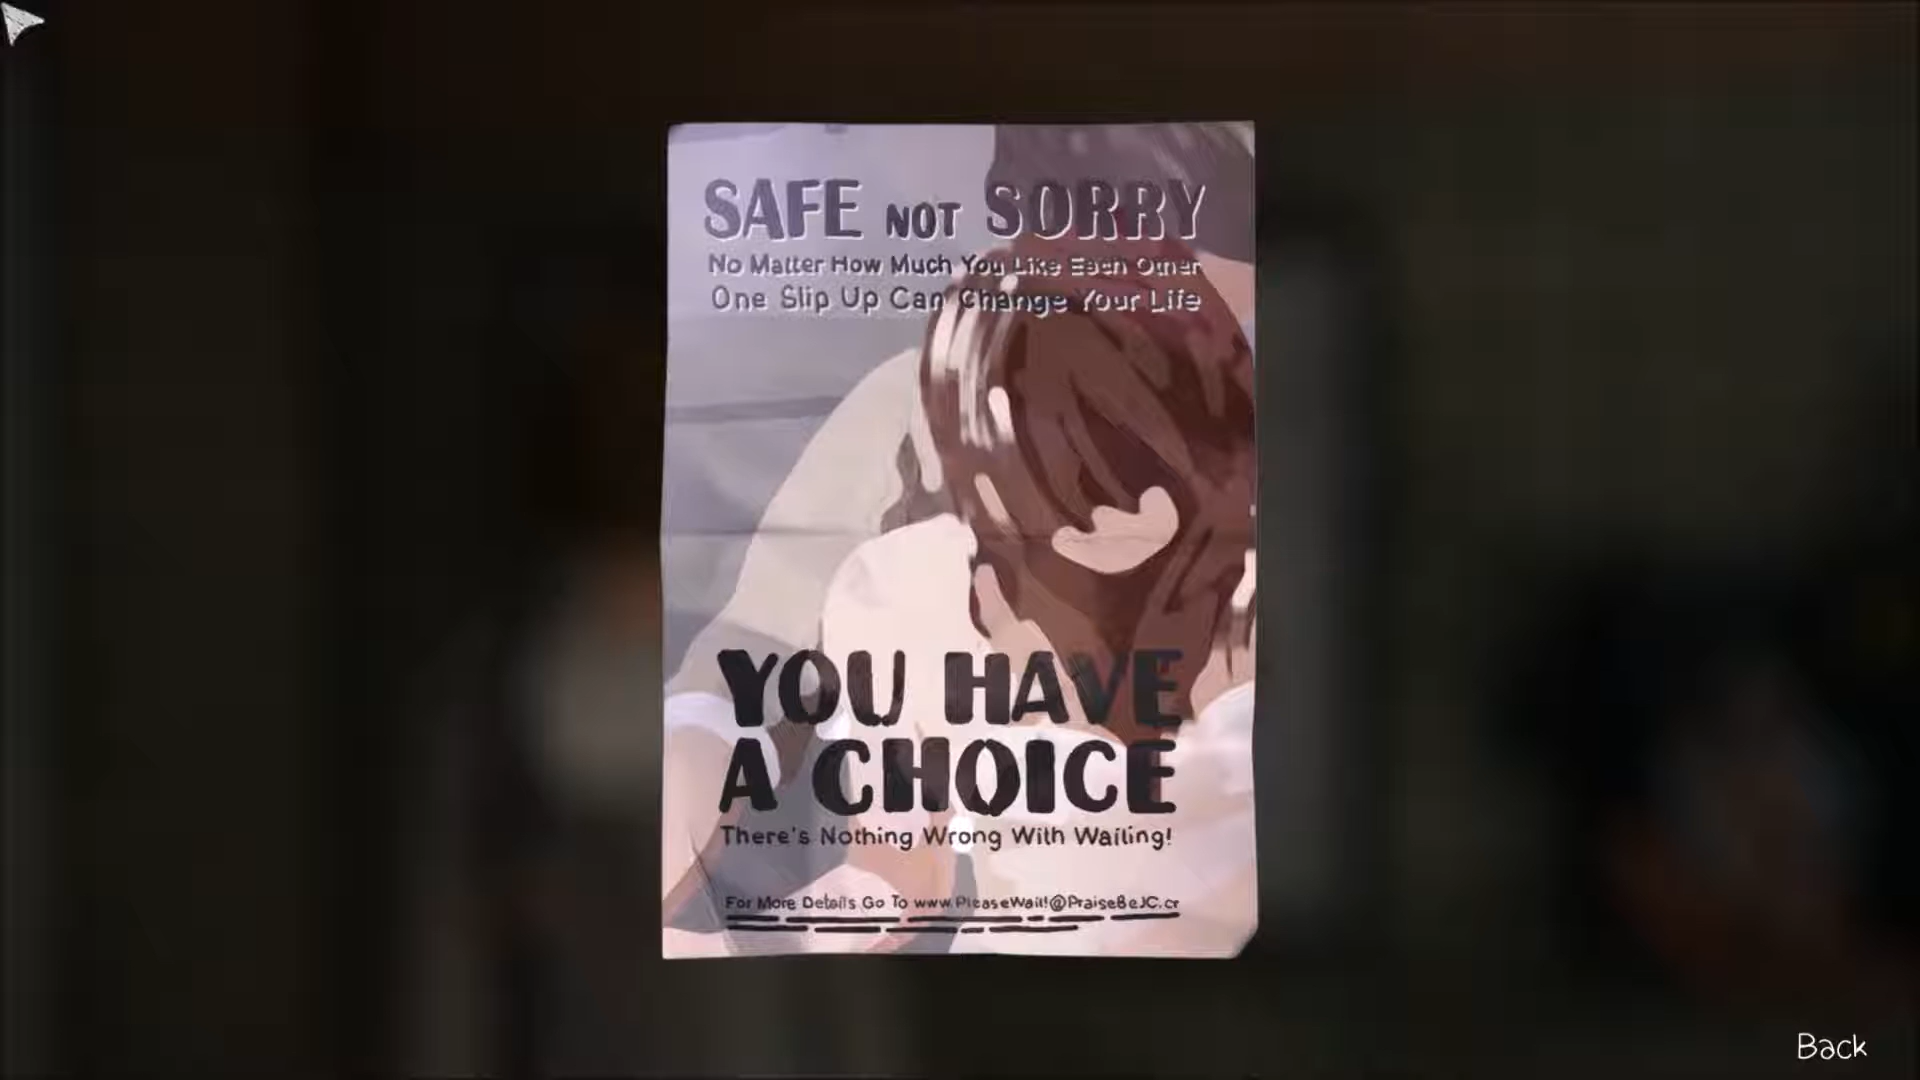 SAFE NOT SORRY
No Matter How Much You Like Each Other
One Slip Up Can Change Your Life
YOU HAVE
A CHOICE
There's Nothing Wrong With Waiting!
For More Details Go To www.PleaseWait!@PraiseBeJC.cr
Back